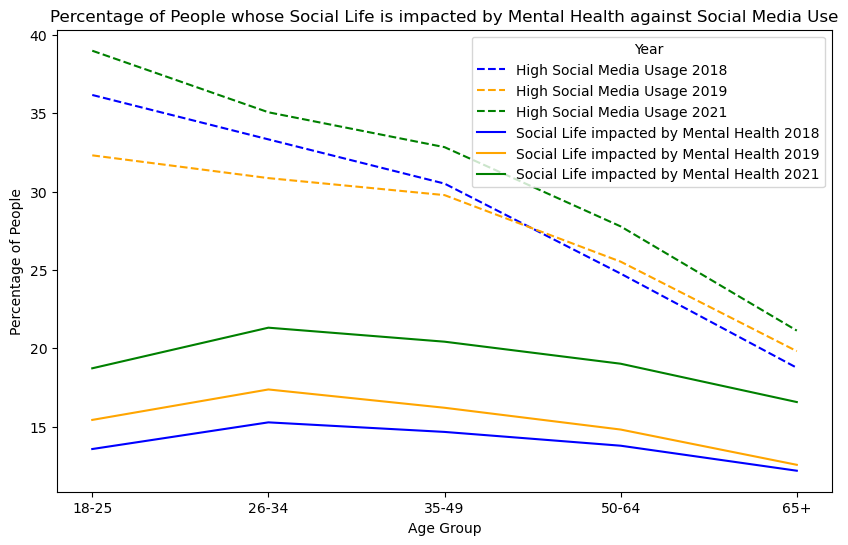 Percentage of People whose Social Life is impacted by Mental Health against Social Media Use
Year
High Social Media Usage 2018
High Social Media Usage 2019
High Social Media Usage 2021
Social Life impacted by Mental Health 2018
Social Life impacted by Mental Health 2019
Social Life impacted by Mental Health 2021
Percentage of People
40
35
30
25
20
15
18-25
26-34
35-49
50-64
65+
Age Group